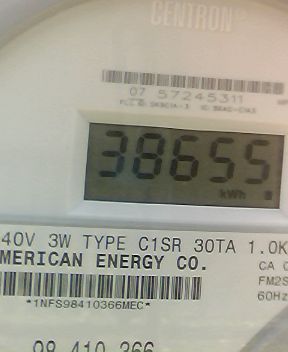 CENTRON
07 57245311
38655
kWh
40V 3W TYPE C1SR 30TA 1.0K
MERICAN ENERGY CO.
CA
FM2S
60Hz
*1NFS98410366MEC*
98 410 366